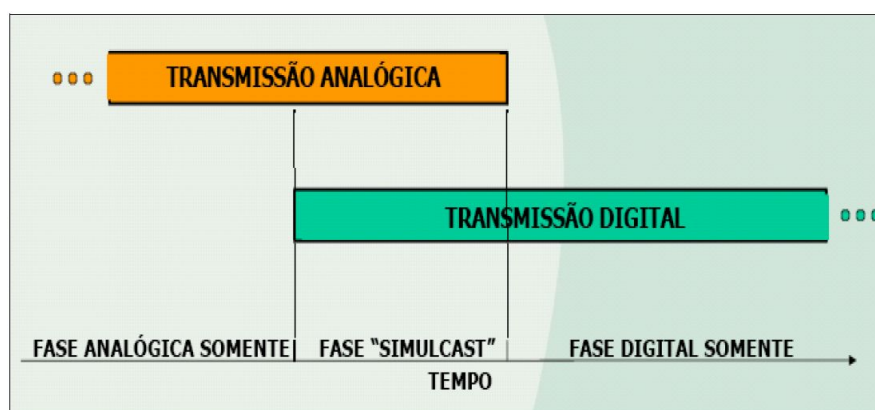 TRANSMISSÃO ANALÓGICA
TRANSMISSÃO DIGITAL
FASE ANALÓGICA SOMENTE
FASE "SIMULCAST"
FASE DIGITAL SOMENTE
TEMPO